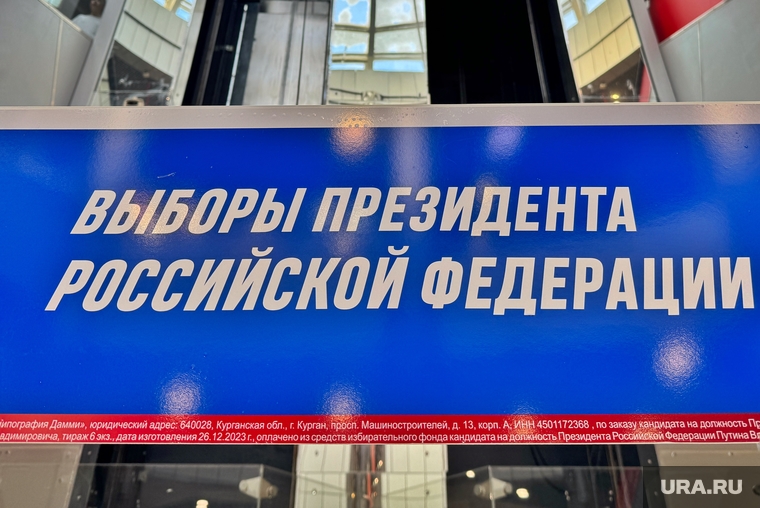 ВЫБОРЫ ПРЕЗИДЕНТА
РОССИЙСКОЙ ФЕДЕРАЦИИ
Типография Дамми», юридический адрес: 640028, Курганская обл., г. Курган, просп. Машиностроителей, д. 13, корп. А, ИНН 4501172368 , по заказу кандидата на должность Пр
адимировича, тираж 6 экз., дата изготовления 26.12.2023 г., оплачено из средств избирательного фонда кандидата на должность Президента Российской Федерации Путина Вл
URA.RU